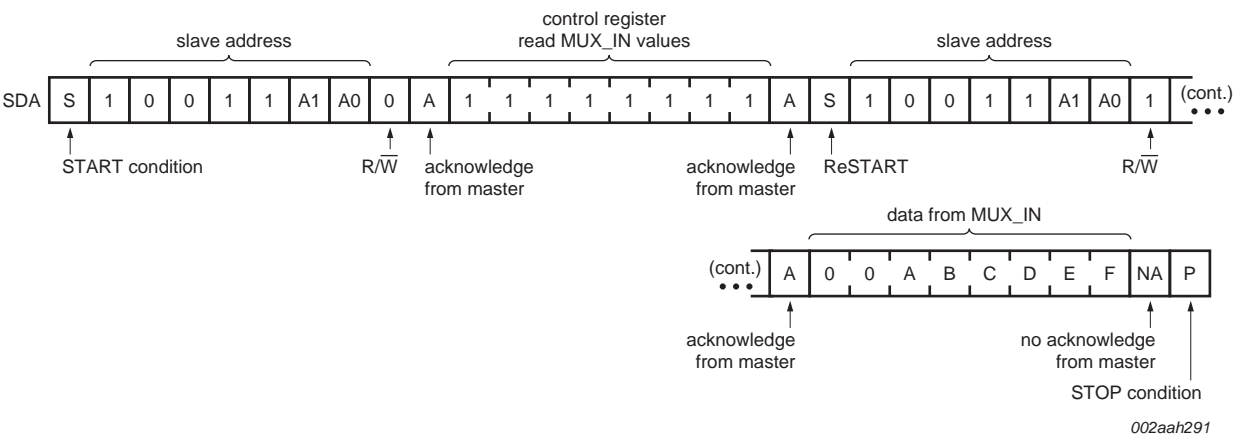 control register
slave address read MUX_IN values slave address
SDA S 1 0 0 1 1 A1 A0 0 A 1 1 1 1 1 1 1 1 A S 1 0 0 1 1 A1 A0 1 (cont.)
START condition R/W̅ acknowledge from master acknowledge from master ReSTART R/W̅
data from MUX_IN
(cont.) A 0 0 A B C D E F NA P
acknowledge
from master
no acknowledge
from master
STOP condition
002aah291